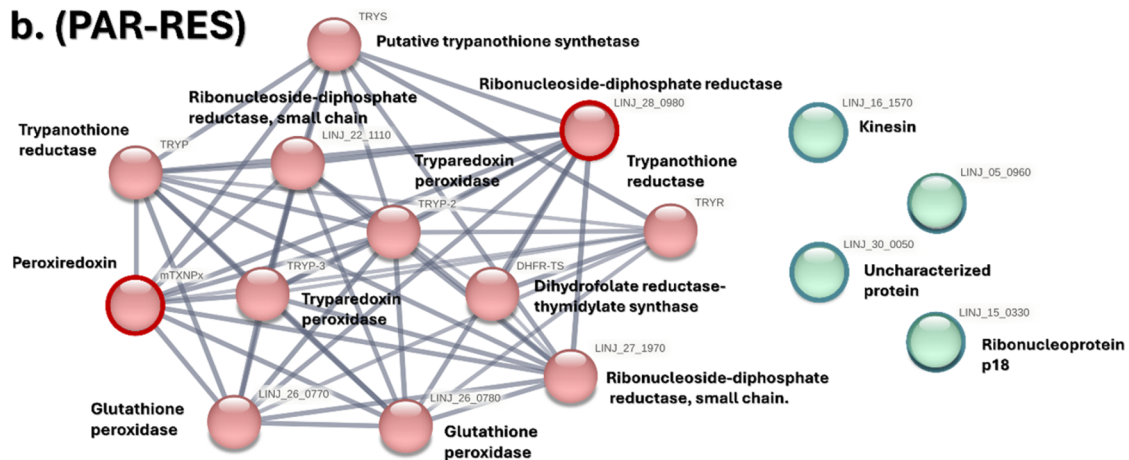 b. (PAR-RES)
TRYS
Putative trypanothione synthetase
Ribonucleoside-diphosphate reductase
LINJ_28_0980
Ribonucleoside-diphosphate
reductase, small chain
LINJ_22_1110
Trypanothione
reductase
TRYP
Tryparedoxin
peroxidase
TRYP-2
Trypanothione
reductase
TRYR
LINJ_16_1570
Kinesin
LINJ_05_0960
Peroxiredoxin
mTXNPx
TRYP-3
Tryparedoxin
peroxidase
DHFR-TS
Dihydrofolate reductase-
thymidylate synthase
LINJ_30_0050
Uncharacterized
protein
LINJ_15_0330
Ribonucleoprotein
p18
LINJ_27_1970
Ribonucleoside-diphosphate
reductase, small chain.
Glutathione
peroxidase
LINJ_26_0770
LINJ_26_0780
Glutathione
peroxidase